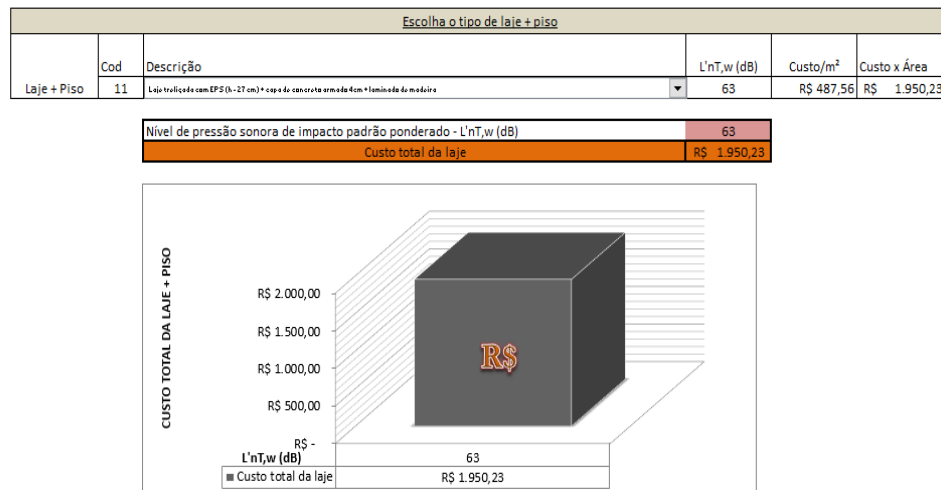 Escolha o tipo de laje + piso
Cod Descrição L'nT,w (dB) Custo/m² Custo x Área
Laje + Piso 11 Laje treliçada com EPS (h - 27 cm) + capa de concreto armado 4cm + laminado de madeira 63 R$ 487,56 R$ 1.950,23
Nível de pressão sonora de impacto padrão ponderado - L'nT,w (dB) 63
Custo total da laje R$ 1.950,23
CUSTO TOTAL DA LAJE + PISO
R$ 2.000,00
R$ 1.500,00
R$ 1.000,00
R$ 500,00
R$ -
R$
L'nT,w (dB) 63
Custo total da laje R$ 1.950,23